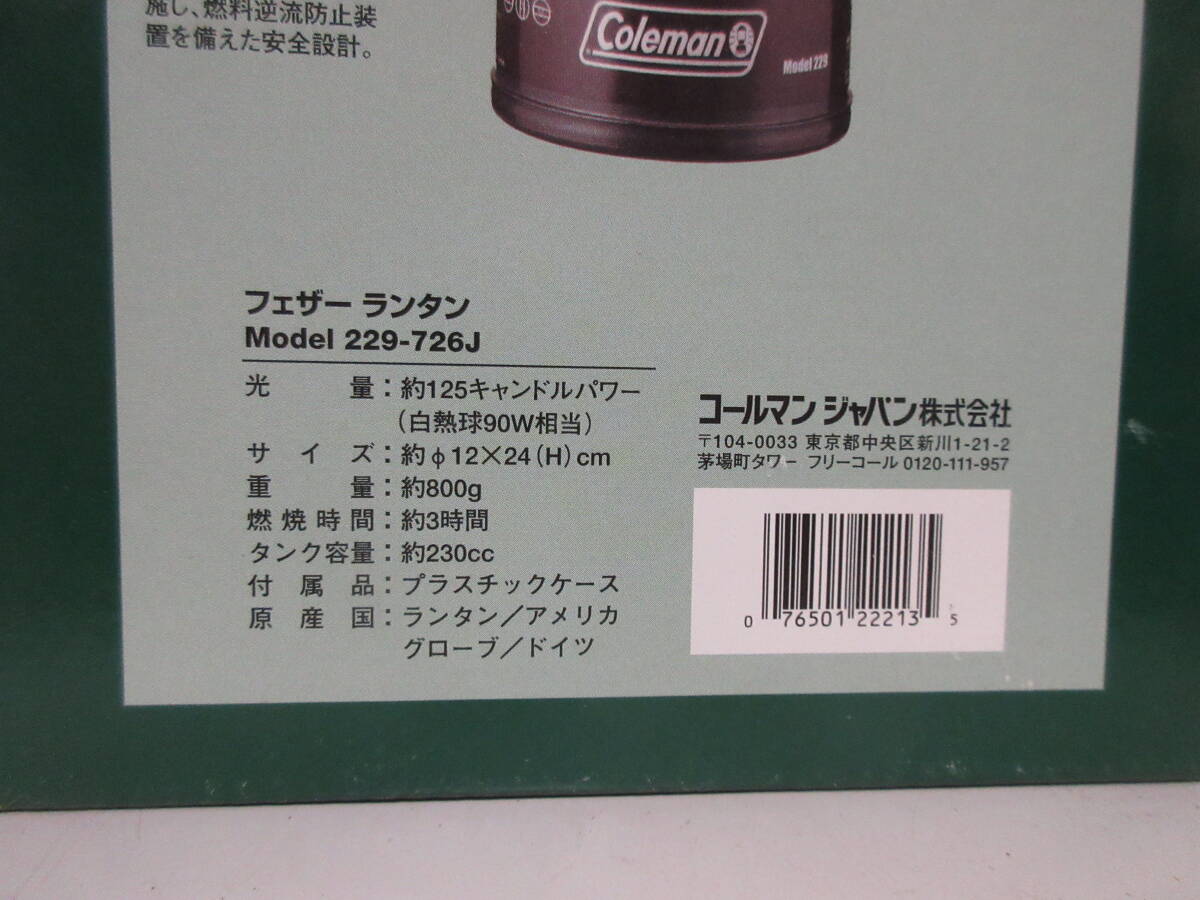 施し、燃料逆流防止装
置を備えた安全設計。
Coleman
Model 229
フェザー ランタン
Model 229-726J
光量：約125キャンドルパワー
（白熱球90W相当）
サイズ：約φ12×24(H)cm
重量：約800g
燃焼時間：約3時間
タンク容量：約230cc
付属品：プラスチックケース
原産国：ランタン／アメリカ
グローブ／ドイツ
コールマン ジャパン株式会社
〒104-0033 東京都中央区新川1-21-2
茅場町タワー フリーコール 0120-111-957
0 76501 22213 5